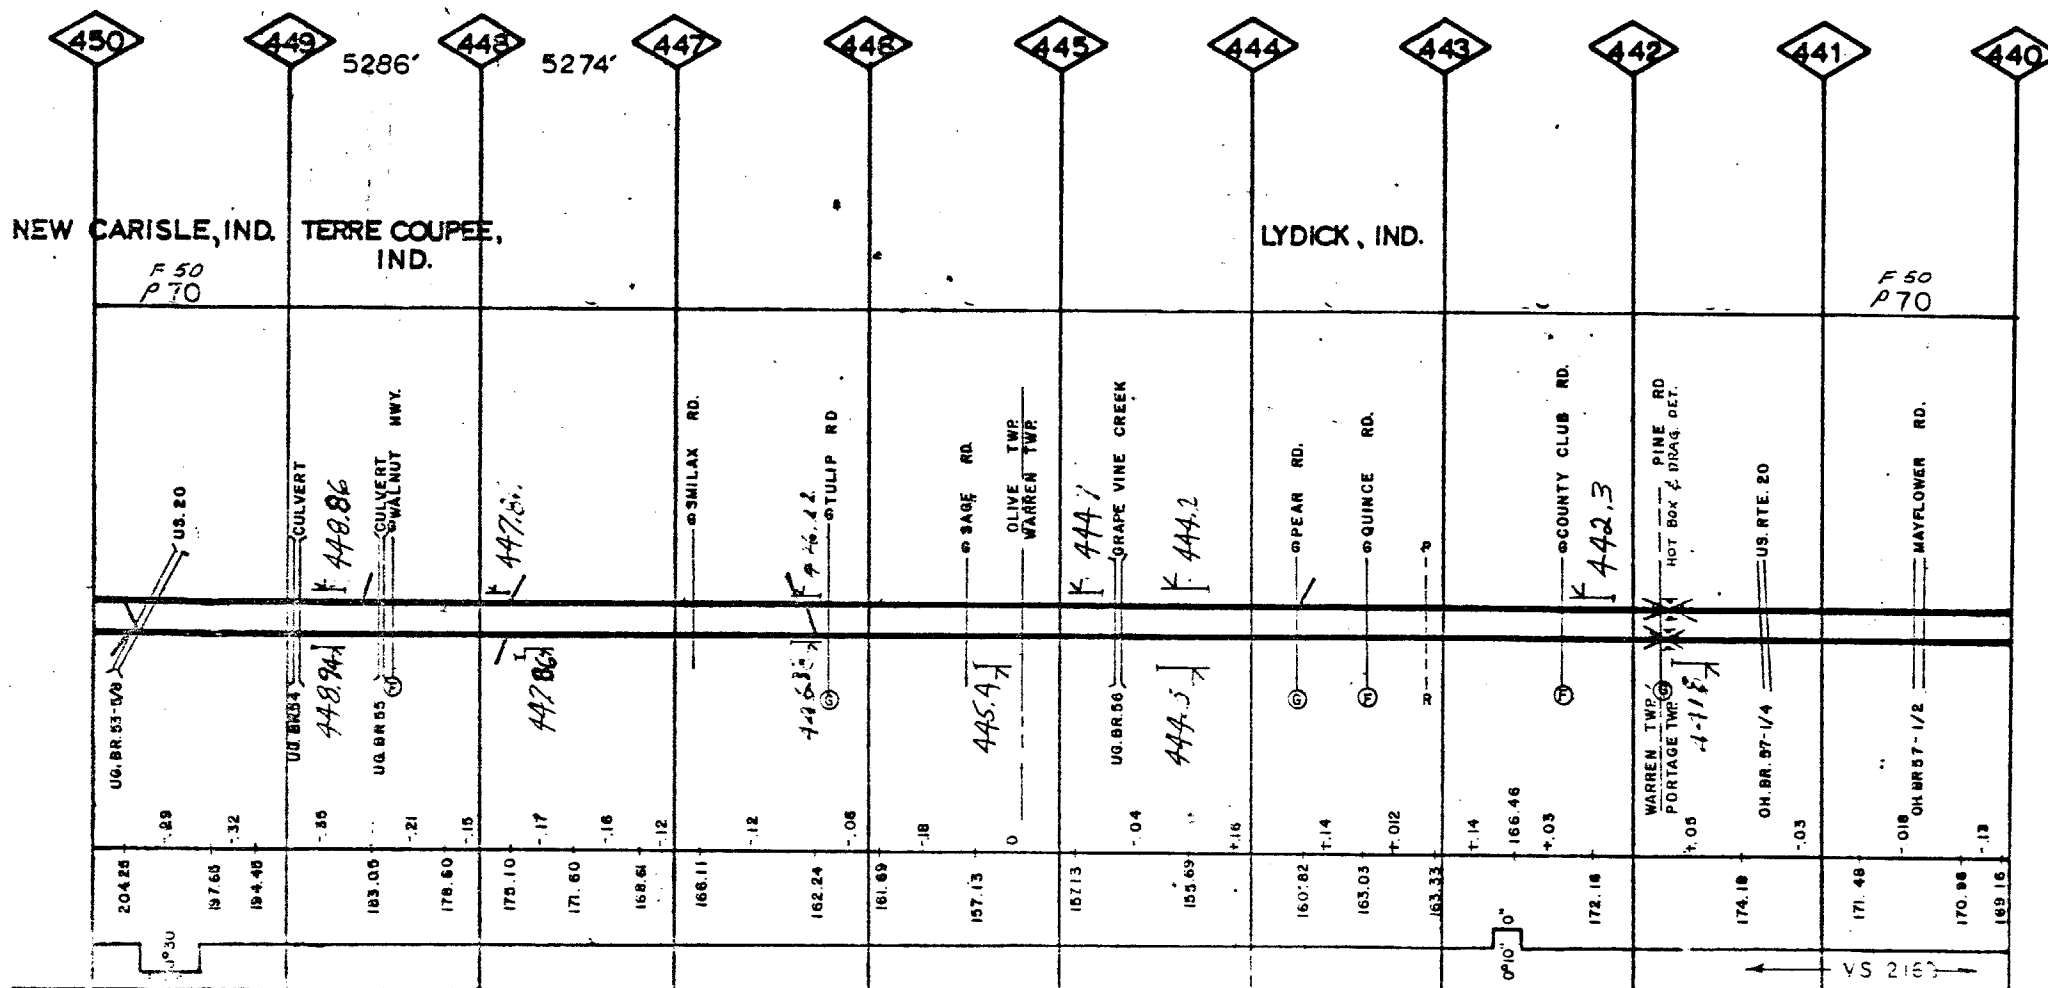 450 449 448 447 446 445 444 443 442 441 440
5286' 5274'
NEW CARISLE, IND. TERRE COUPEE, IND. LYDICK, IND.
F 50
P 70
F 50
P 70
US. 20
CULVERT
448.86
CULVERT
WALNUT HWY.
SMILAX RD.
TULIP RD
SAGE RD.
OLIVE TWP.
WARREN TWP.
GRAPE VINE CREEK
444.2
PEAR RD.
QUINCE RD.
P
COUNTY CLUB RD.
442.3
PINE RD
HOT BOX & DRAG. DET.
US. RTE. 20
MAYFLOWER RD.
UG. BR. 53-5/8
UG. BR. 54
448.94
UG. BR 55
447.86
445.4
UG. BR. 56
444.5
WARREN TWP.
PORTAGE TWP.
OH. BR. 57-1/4
OH. BR 57-1/2
-.29 -.32 -.35 -.21 -.15 -.17 -.16 -.12 -.12 -.06 -.18 0 -.04 +.16 +.14 +.012 +.14 166.46 +.03 +.05 -.03 -.018 -.13
204.25 197.65 194.45 183.05 178.60 175.10 171.60 168.61 166.11 162.24 161.69 157.13 157.13 155.69 160.82 163.03 163.33 172.16 174.18 171.48 170.98 169.16
0°30
0°10" 0"